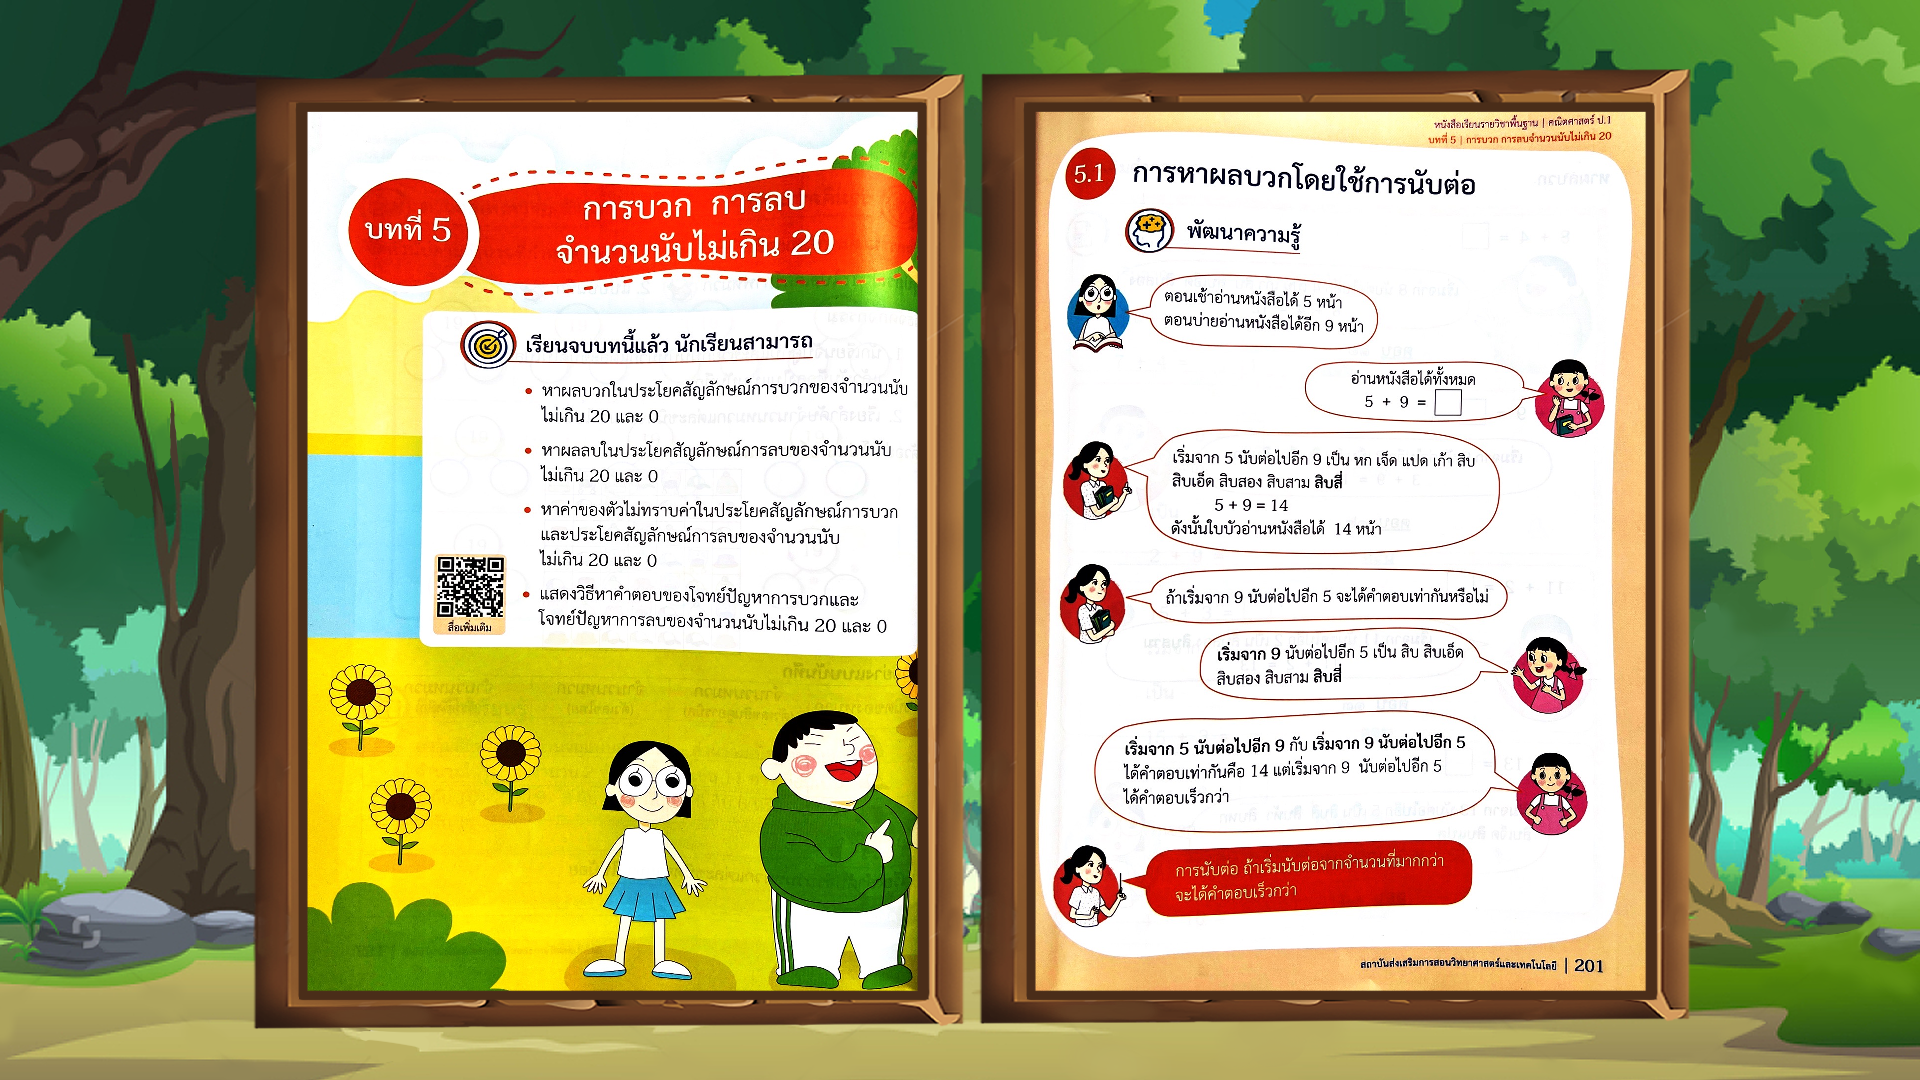 บทที่ 5
การบวก การลบ
จำนวนนับไม่เกิน 20
เรียนจบบทนี้แล้ว นักเรียนสามารถ
• หาผลบวกในประโยคสัญลักษณ์การบวกของจำนวนนับ
ไม่เกิน 20 และ 0
• หาผลลบในประโยคสัญลักษณ์การลบของจำนวนนับ
ไม่เกิน 20 และ 0
• หาค่าของตัวไม่ทราบค่าในประโยคสัญลักษณ์การบวก
และประโยคสัญลักษณ์การลบของจำนวนนับ
ไม่เกิน 20 และ 0
• แสดงวิธีหาคำตอบของโจทย์ปัญหาการบวกและ
โจทย์ปัญหาการลบของจำนวนนับไม่เกิน 20 และ 0
สื่อเพิ่มเติม
หนังสือเรียนรายวิชาพื้นฐาน | คณิตศาสตร์ ป.1
บทที่ 5 | การบวก การลบจำนวนนับไม่เกิน 20
5.1 การหาผลบวกโดยใช้การนับต่อ
พัฒนาความรู้
ตอนเช้าอ่านหนังสือได้ 5 หน้า
ตอนบ่ายอ่านหนังสือได้อีก 9 หน้า
อ่านหนังสือได้ทั้งหมด
5 + 9 = □
เริ่มจาก 5 นับต่อไปอีก 9 เป็น หก เจ็ด แปด เก้า สิบ
สิบเอ็ด สิบสอง สิบสาม สิบสี่
5 + 9 = 14
ดังนั้นใบบัวอ่านหนังสือได้ 14 หน้า
ถ้าเริ่มจาก 9 นับต่อไปอีก 5 จะได้คำตอบเท่ากันหรือไม่
เริ่มจาก 9 นับต่อไปอีก 5 เป็น สิบ สิบเอ็ด
สิบสอง สิบสาม สิบสี่
เริ่มจาก 5 นับต่อไปอีก 9 กับ เริ่มจาก 9 นับต่อไปอีก 5
ได้คำตอบเท่ากันคือ 14 แต่เริ่มจาก 9 นับต่อไปอีก 5
ได้คำตอบเร็วกว่า
การนับต่อ ถ้าเริ่มนับต่อจากจำนวนที่มากกว่า
จะได้คำตอบเร็วกว่า
สถาบันส่งเสริมการสอนวิทยาศาสตร์และเทคโนโลยี | 201